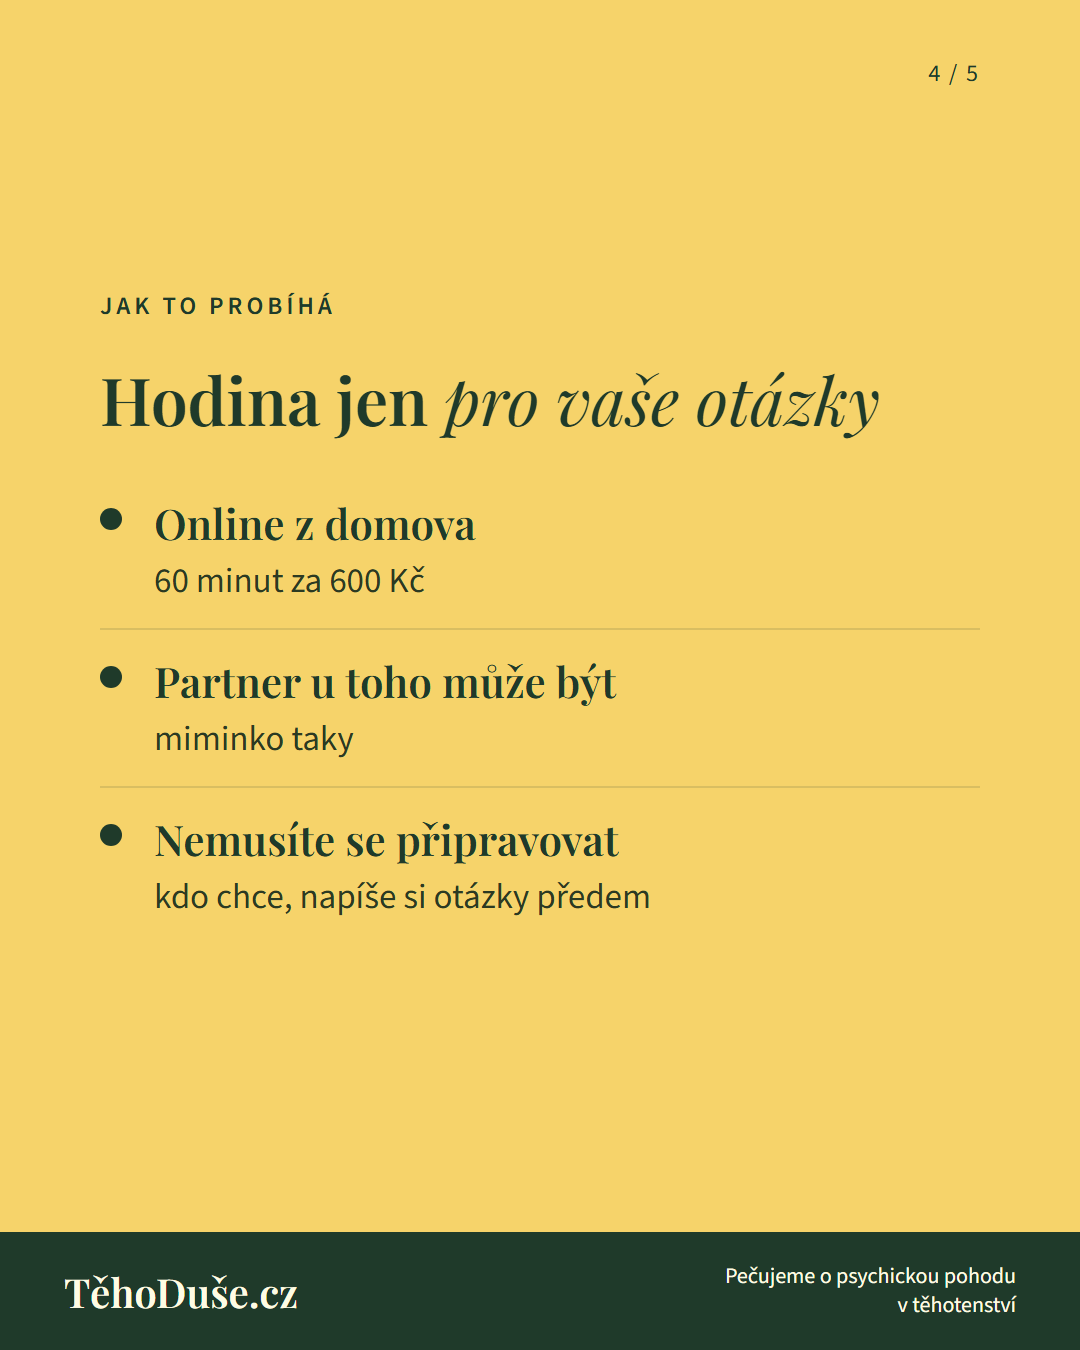 4 / 5
JAK TO PROBÍHÁ
Hodina jen pro vaše otázky
Online z domova
60 minut za 600 Kč
Partner u toho může být
miminko taky
Nemusíte se připravovat
kdo chce, napíše si otázky předem
TěhoDuše.cz
Pečujeme o psychickou pohodu
v těhotenství